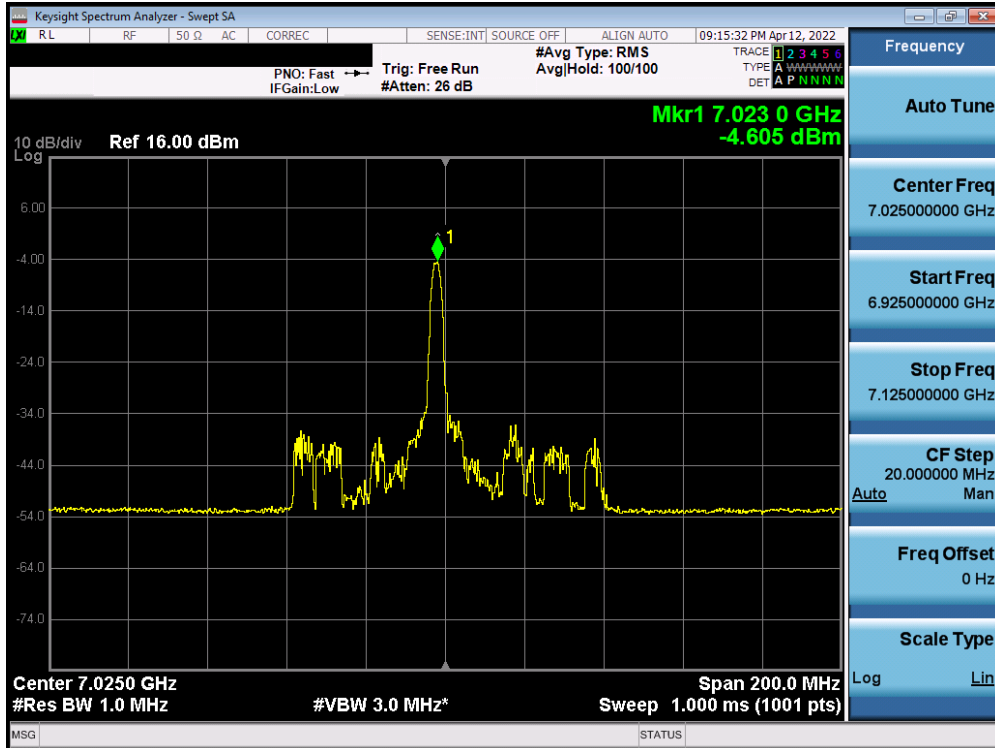 Keysight Spectrum Analyzer - Swept SA
LXI RL RF 50 Ω AC CORREC SENSE:INT SOURCE OFF ALIGN AUTO 09:15:32 PM Apr 12, 2022
PNO: Fast Trig: Free Run #Avg Type: RMS TRACE 1 2 3 4 5 6
IFGain:Low #Atten: 26 dB Avg|Hold: 100/100 TYPE A WWWWW
DET A P N N N N
Mkr1 7.023 0 GHz
-4.605 dBm
10 dB/div Ref 16.00 dBm
Log
1
6.00
-4.00
-14.0
-24.0
-34.0
-44.0
-54.0
-64.0
-74.0
Center 7.0250 GHz Span 200.0 MHz
#Res BW 1.0 MHz #VBW 3.0 MHz* Sweep 1.000 ms (1001 pts)
MSG STATUS
Frequency
Auto Tune
Center Freq
7.025000000 GHz
Start Freq
6.925000000 GHz
Stop Freq
7.125000000 GHz
CF Step
20.000000 MHz
Auto Man
Freq Offset
0 Hz
Scale Type
Log Lin